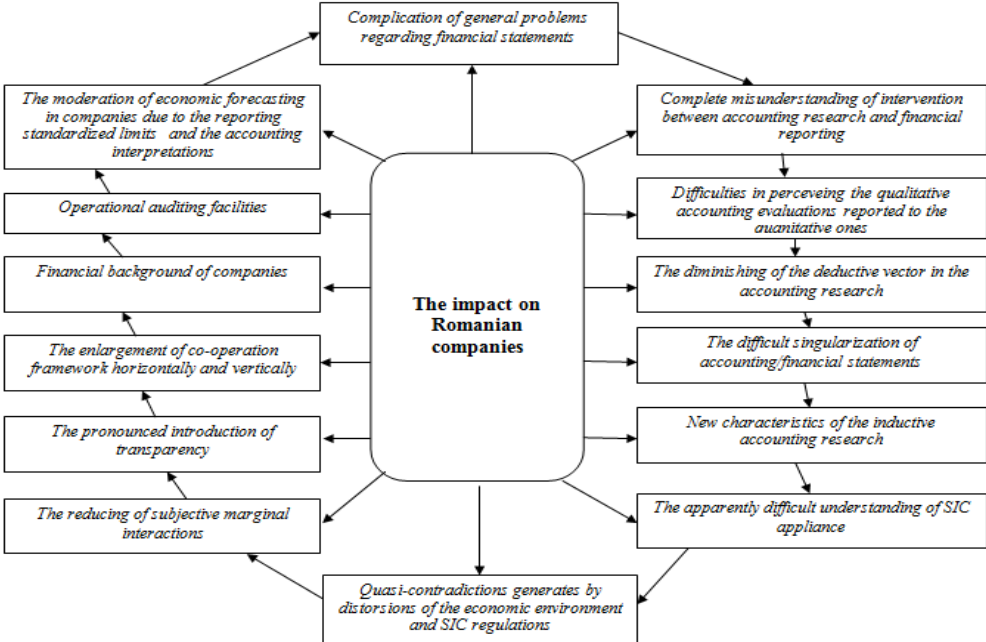 Complication of general problems
regarding financial statements
The moderation of economic forecasting
in companies due to the reporting
standardized limits and the accounting
interpretations
Operational auditing facilities
Financial background of companies
The enlargement of co-operation
framework horizontally and vertically
The pronounced introduction of
transparency
The reducing of subjective marginal
interactions
The impact on
Romanian
companies
Complete misunderstanding of intervention
between accounting research and financial
reporting
Difficulties in perceveing the qualitative
accounting evaluations reported to the
quanitative ones
The diminishing of the deductive vector in the
accounting research
The difficult singularization of
accounting/financial statements
New characteristics of the inductive
accounting research
The apparently difficult understanding of SIC
appliance
Quasi-contradictions generates by
distorsions of the economic environment
and SIC regulations